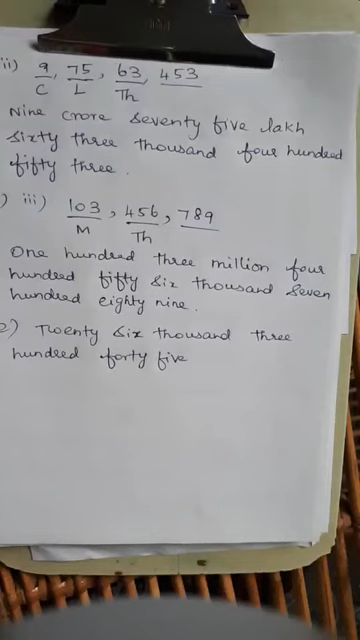 ii) 9, 75, 63, 453
C L Th
Nine crore seventy five lakh
sixty three thousand four hundred
fifty three.
) iii) 103, 456, 789
M Th
One hundred three million four
hundred fifty six thousand seven
hundred eighty nine.
2) Twenty six thousand three
hundred forty five